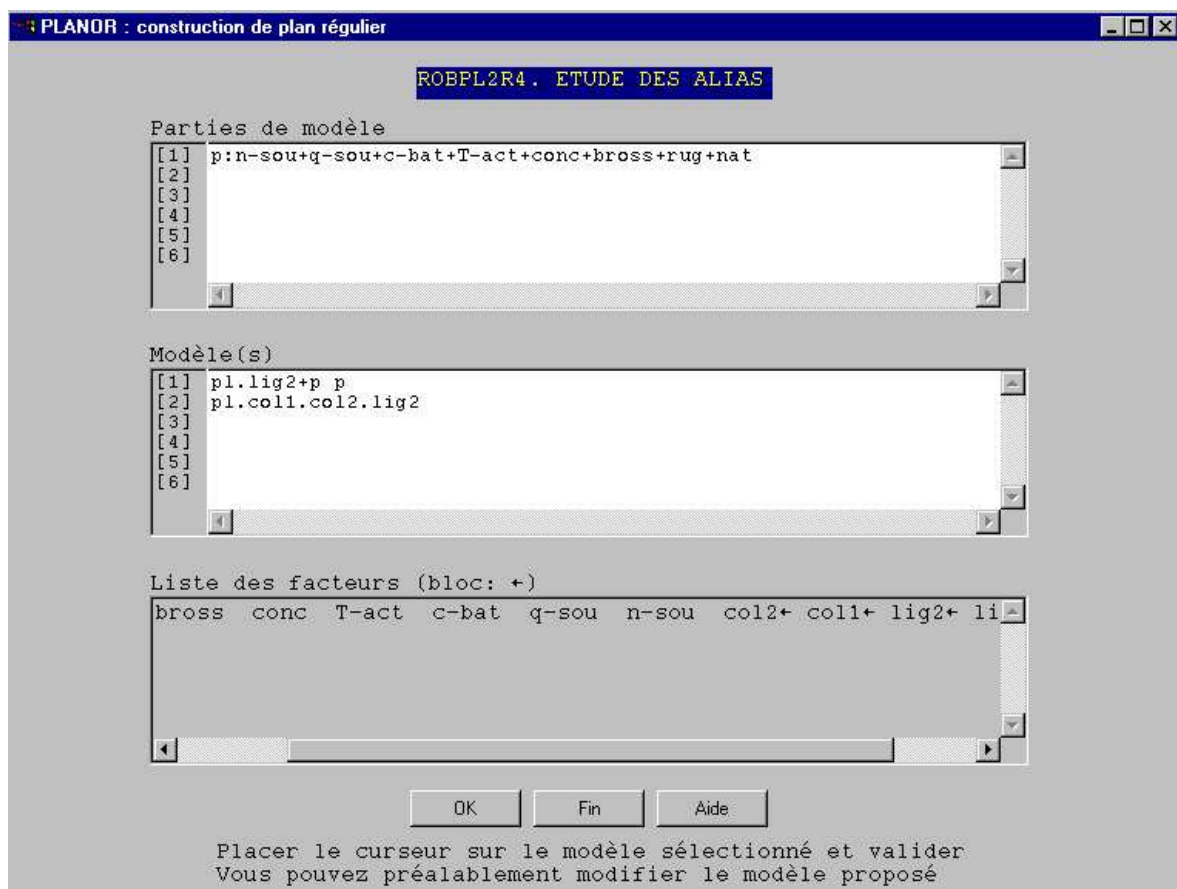 PLANOR : construction de plan régulier
ROBPL2R4. ETUDE DES ALIAS
Parties de modèle
[1] p:n-sou+q-sou+c-bat+T-act+conc+bross+rug+nat
[2]
[3]
[4]
[5]
[6]
Modèle(s)
[1] pl.lig2+p p
[2] pl.col1.col2.lig2
[3]
[4]
[5]
[6]
Liste des facteurs (bloc: ←)
bross conc T-act c-bat q-sou n-sou col2← col1← lig2← li
OK Fin Aide
Placer le curseur sur le modèle sélectionné et valider
Vous pouvez préalablement modifier le modèle proposé